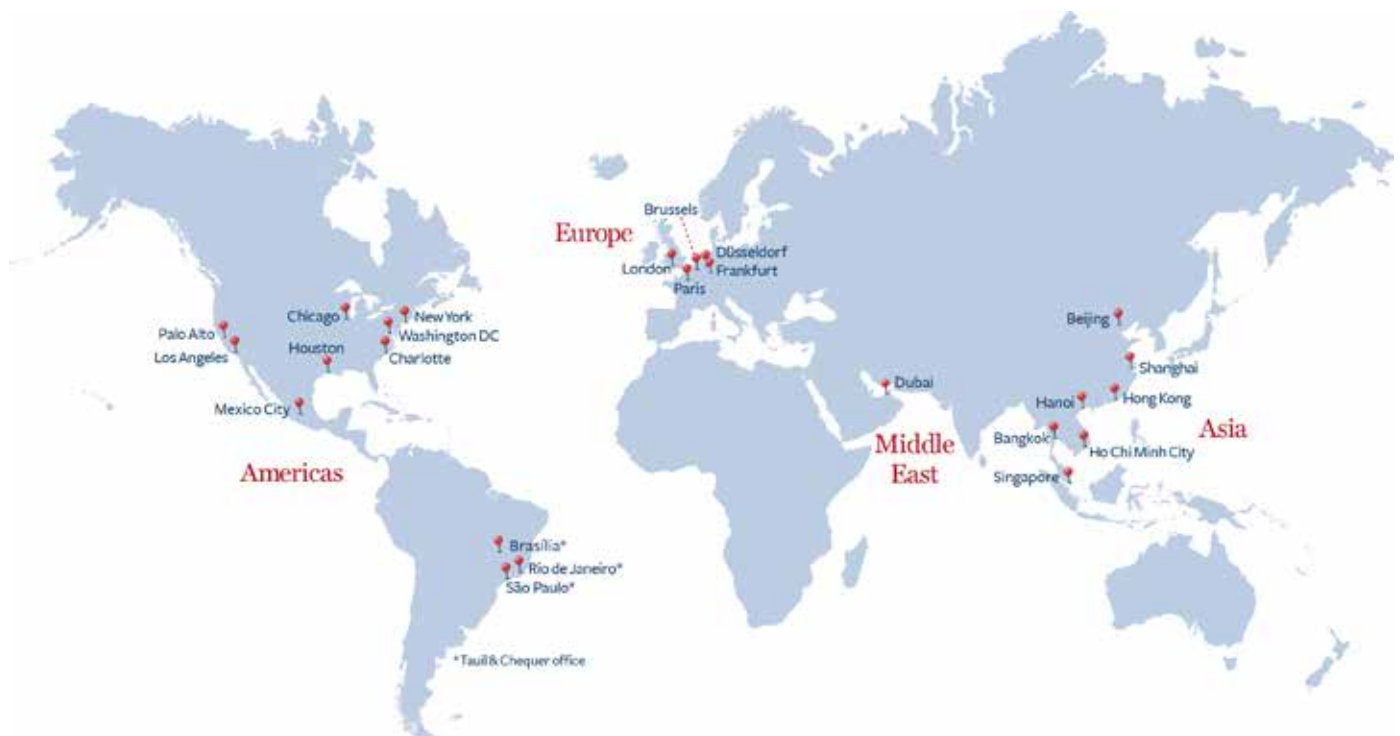 Brussels
Europe
Düsseldorf
London
Frankfurt
Paris
Chicago
New York
Palo Alto
Washington DC
Los Angeles
Houston
Charlotte
Mexico City
Americas
Beijing
Shanghai
Dubai
Hanoi
Hong Kong
Middle
East
Bangkok
Asia
Ho Chi Minh City
Singapore
Brasília*
Rio de Janeiro*
São Paulo*
*Tauil & Chequer office